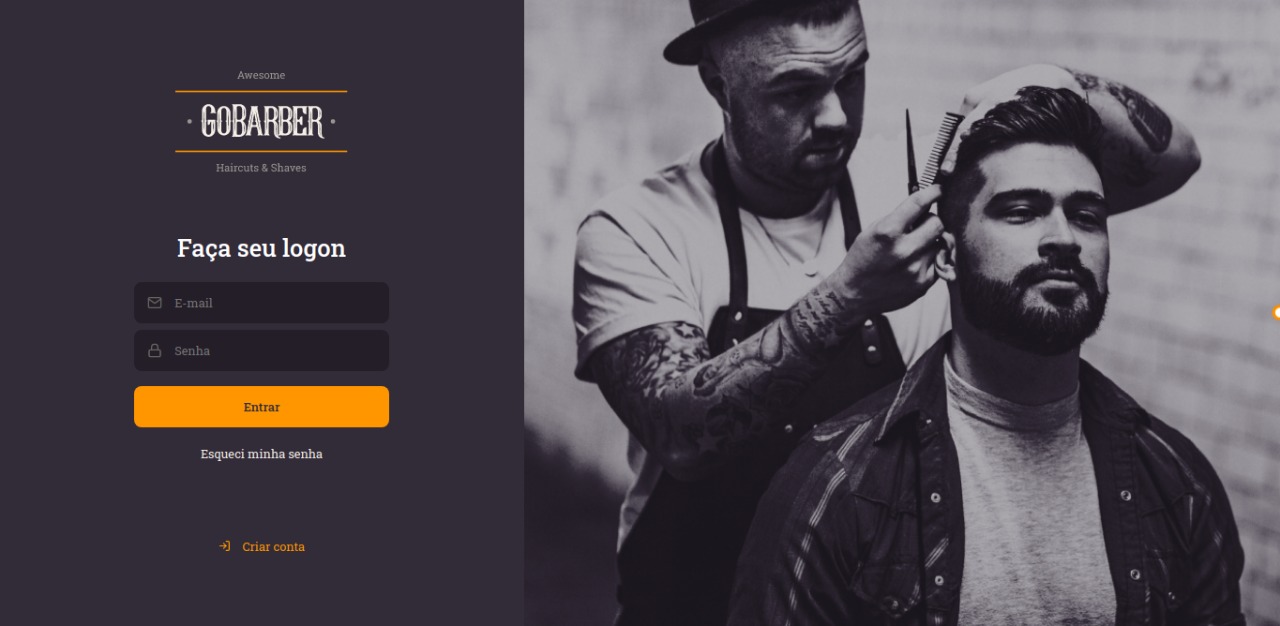 Awesome
GOBARBER
Haircuts & Shaves
Faça seu logon
E-mail
Senha
Entrar
Esqueci minha senha
Criar conta